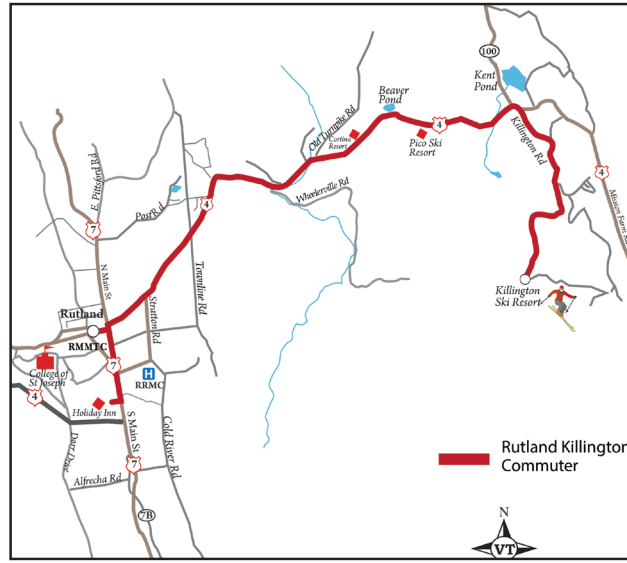 100
Kent
Pond
Beaver
Pond
4
Old Turnpike Rd
Cortina
Resort
Pico Ski
Resort
Killington Rd
E. Pittsford Rd
Post Rd
4
Wheelerville Rd
4
Mission Farm Rd
7
N Main St
Townline Rd
Killington
Ski Resort
Rutland
Stratton Rd
RMMTC
7
College of
St Joseph
H
RRMC
4
Holiday Inn
S Main St
Cold River Rd
Dorr Drive
7
Alfrecha Rd
7B
Rutland Killington
Commuter
N
VT